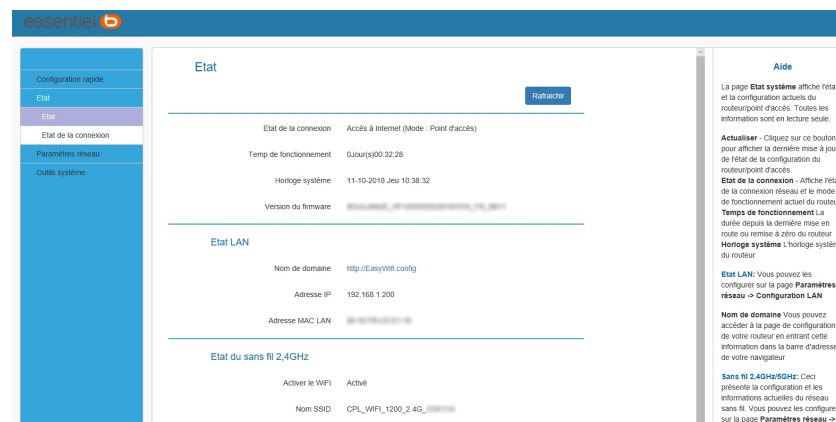 essentiel b
Configuration rapide
Etat
Etat
Etat de la connexion
Paramètres réseau
Outils système
Etat
Rafraichir
Etat de la connexion Accès à Internet (Mode : Point d'accès)
Temps de fonctionnement 0Jour(s)00:32:28
Horloge système 11-10-2018 Jeu 10:38:32
Version du firmware
Etat LAN
Nom de domaine http://EasyWifi.config
Adresse IP 192.168.1.200
Adresse MAC LAN
Etat du sans fil 2,4GHz
Activer le WiFi Activé
Nom SSID CPL_WIFI_1200_2.4G_
Aide
La page Etat système affiche l'éta
et la configuration actuels du
routeur/point d'accès. Toutes les
information sont en lecture seule.
Actualiser - Cliquez sur ce bouton
pour afficher la dernière mise à jou
de l'état de la configuration du
routeur/point d'accès.
Etat de la connexion - Affiche l'éta
de la connexion réseau et le mode
de fonctionnement actuel du routeu
Temps de fonctionnement La
durée depuis la dernière mise en
route ou remise à zéro du routeur
Horloge système L'horloge systèm
du routeur
Etat LAN: Vous pouvez les
configurer sur la page Paramètres
réseau -> Configuration LAN
Nom de domaine Vous pouvez
accéder à la page de configuration
de votre routeur en entrant cette
information dans la barre d'adresse
de votre navigateur
Sans fil 2,4GHz/5GHz: Ceci
présente la configuration et les
informations actuelles du réseau
sans fil. Vous pouvez les configure
sur la page Paramètres réseau ->